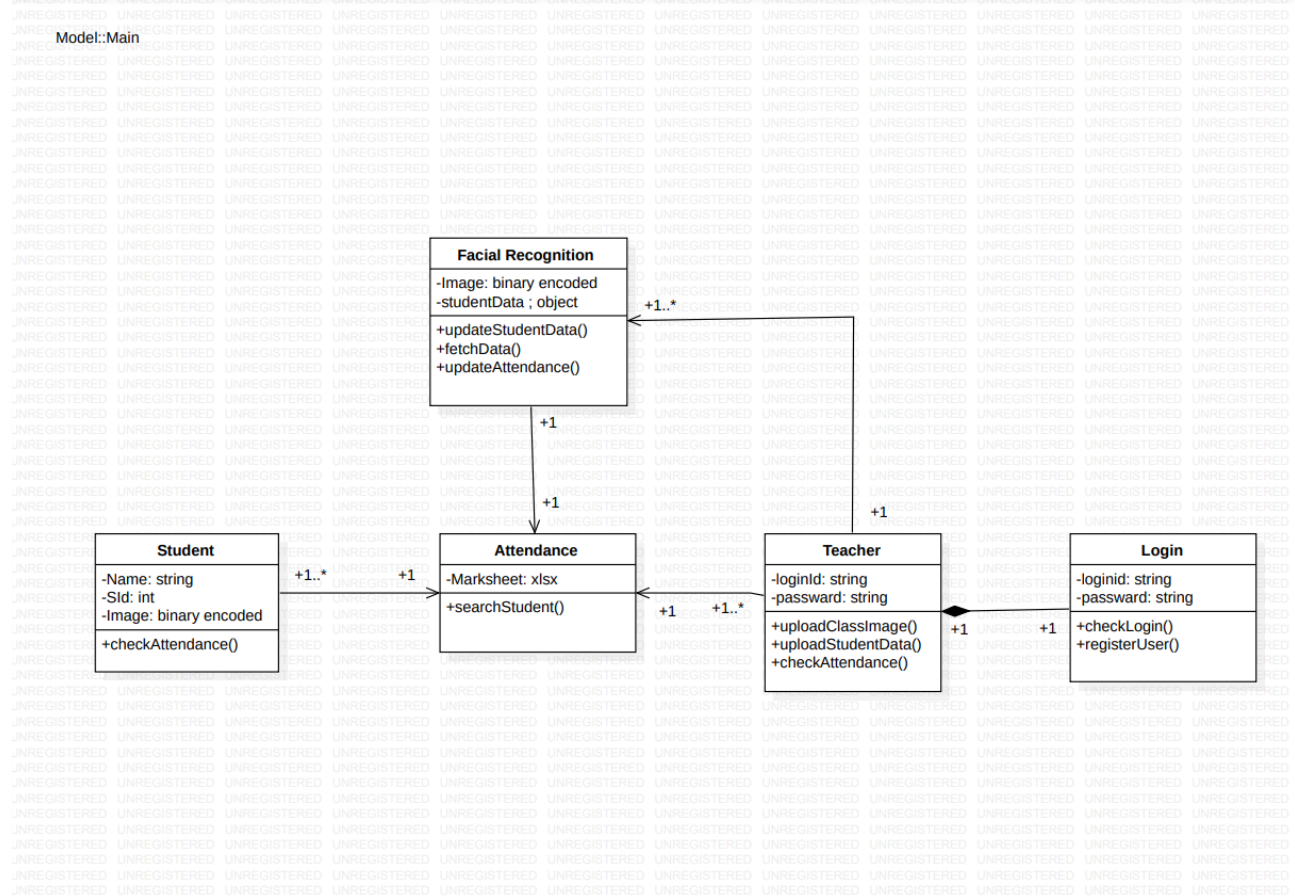 Model::Main
Facial Recognition
-Image: binary encoded
-studentData ; object
+updateStudentData()
+fetchData()
+updateAttendance()
+1..*
+1
+1
+1
Student
-Name: string
-SId: int
-Image: binary encoded
+checkAttendance()
+1..*
+1
Attendance
-Marksheet: xlsx
+searchStudent()
+1
+1..*
Teacher
-loginId: string
-passward: string
+uploadClassImage()
+uploadStudentData()
+checkAttendance()
+1
+1
Login
-loginid: string
-passward: string
+checkLogin()
+registerUser()
UNREGISTERED